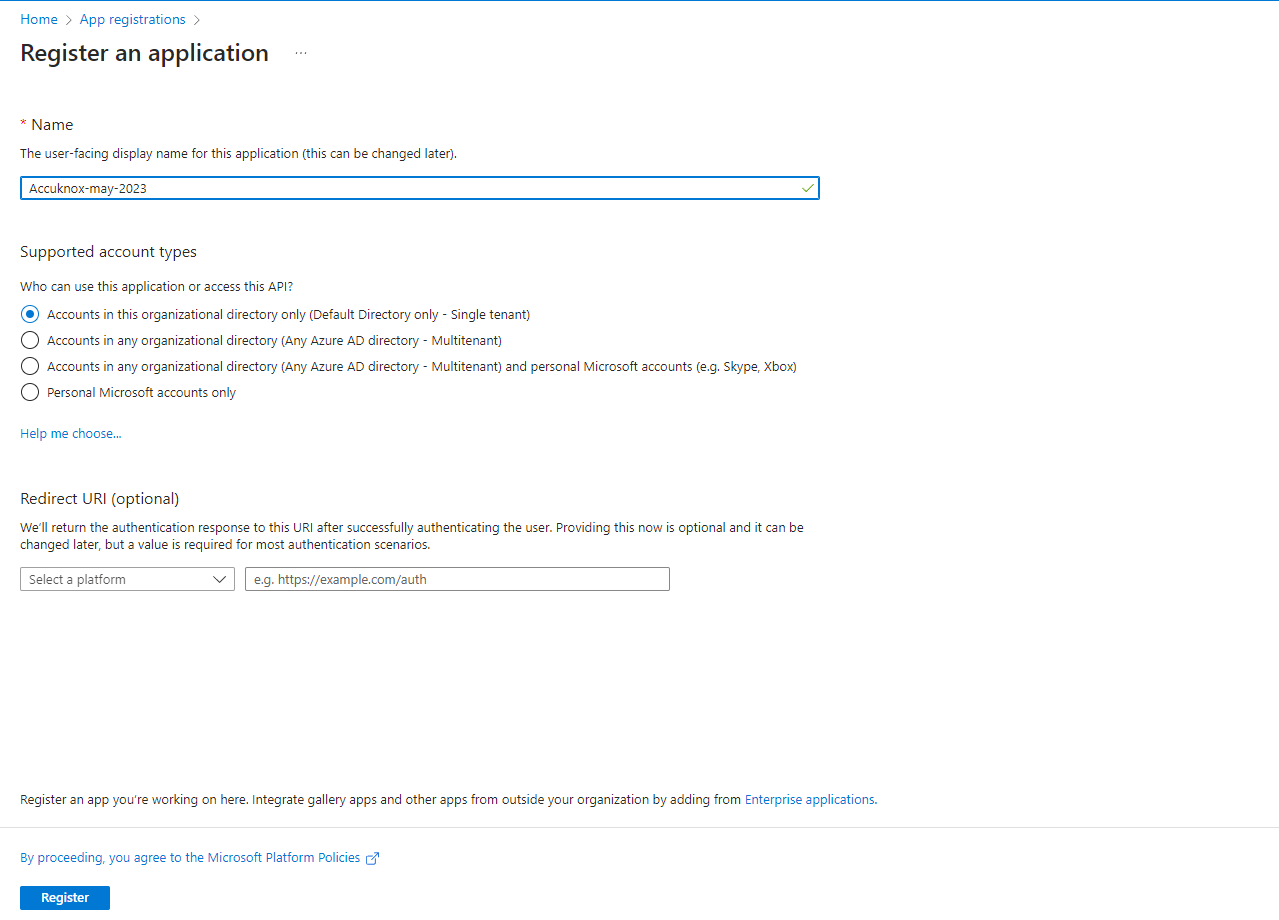 Home > App registrations >
Register an application ...
* Name
The user-facing display name for this application (this can be changed later).
Accuknox-may-2023
Supported account types
Who can use this application or access this API?
Accounts in this organizational directory only (Default Directory only - Single tenant)
Accounts in any organizational directory (Any Azure AD directory - Multitenant)
Accounts in any organizational directory (Any Azure AD directory - Multitenant) and personal Microsoft accounts (e.g. Skype, Xbox)
Personal Microsoft accounts only
Help me choose...
Redirect URI (optional)
We'll return the authentication response to this URI after successfully authenticating the user. Providing this now is optional and it can be
changed later, but a value is required for most authentication scenarios.
Select a platform e.g. https://example.com/auth
Register an app you're working on here. Integrate gallery apps and other apps from outside your organization by adding from Enterprise applications.
By proceeding, you agree to the Microsoft Platform Policies
Register